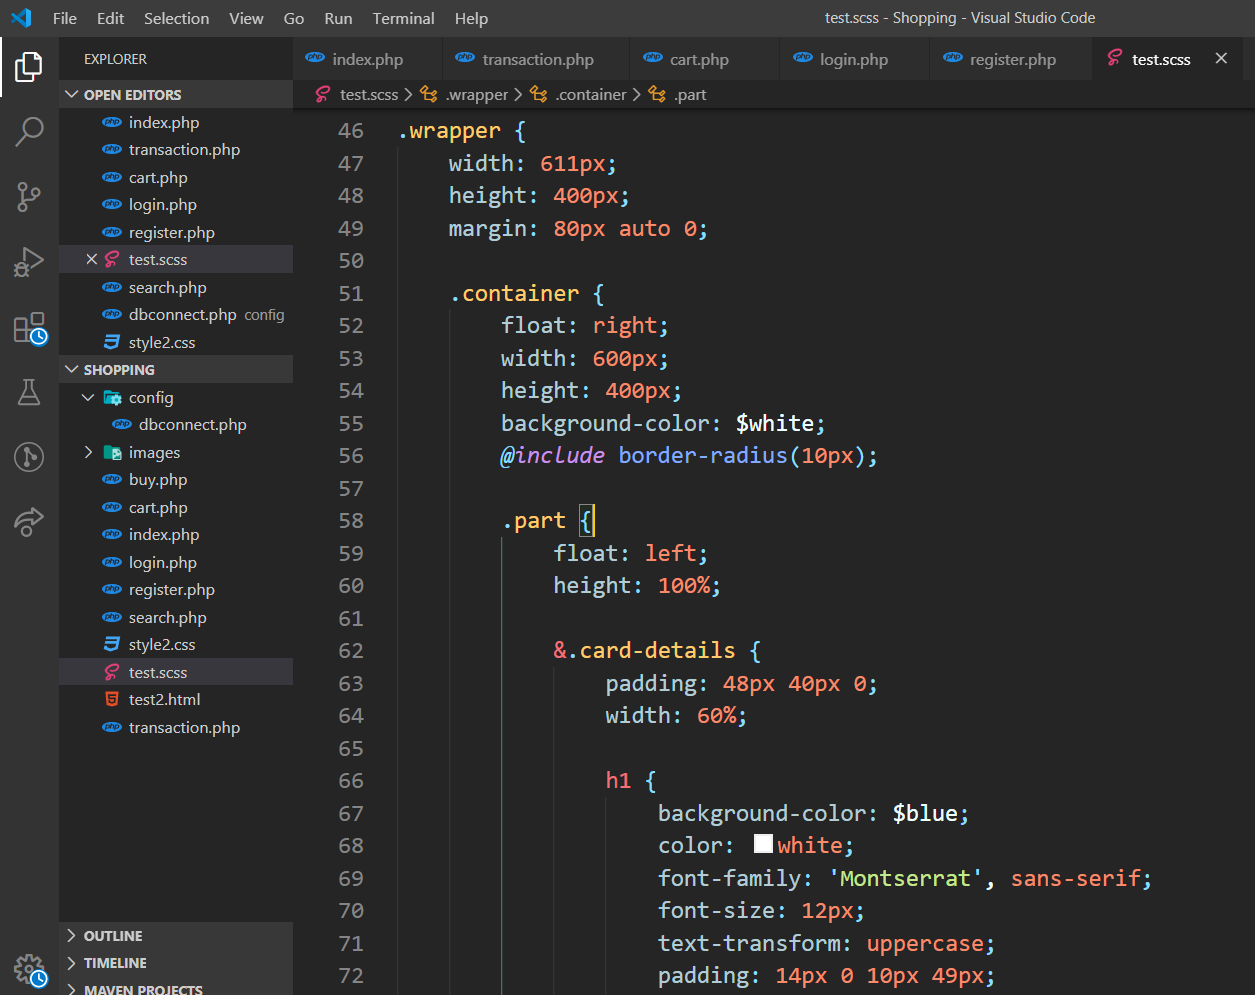 File Edit Selection View Go Run Terminal Help
test.scss - Shopping - Visual Studio Code
EXPLORER
OPEN EDITORS
index.php
transaction.php
cart.php
login.php
register.php
test.scss
search.php
dbconnect.php config
style2.css
SHOPPING
config
dbconnect.php
images
buy.php
cart.php
index.php
login.php
register.php
search.php
style2.css
test.scss
test2.html
transaction.php
OUTLINE
TIMELINE
MAVEN PROJECTS
index.php transaction.php cart.php login.php register.php test.scss
test.scss > .wrapper > .container > .part
46 .wrapper {
47 width: 611px;
48 height: 400px;
49 margin: 80px auto 0;
50
51 .container {
52 float: right;
53 width: 600px;
54 height: 400px;
55 background-color: $white;
56 @include border-radius(10px);
57
58 .part {
59 float: left;
60 height: 100%;
61
62 &.card-details {
63 padding: 48px 40px 0;
64 width: 60%;
65
66 h1 {
67 background-color: $blue;
68 color: white;
69 font-family: 'Montserrat', sans-serif;
70 font-size: 12px;
71 text-transform: uppercase;
72 padding: 14px 0 10px 49px;